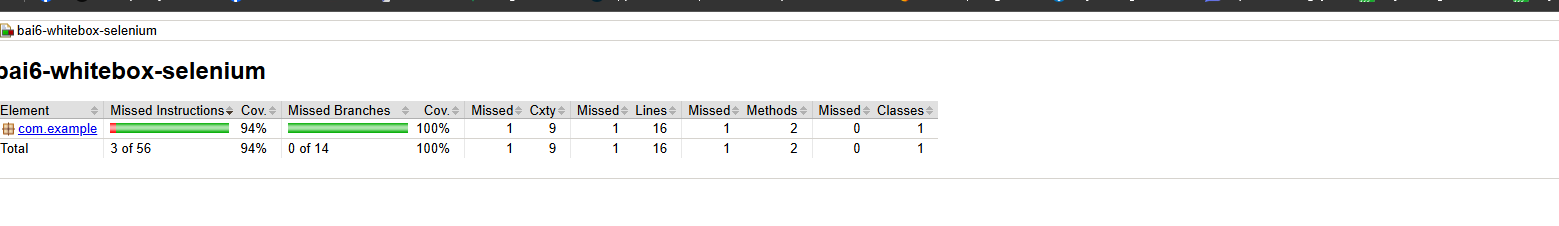 bai6-whitebox-selenium
bai6-whitebox-selenium
Element Missed Instructions Cov. Missed Branches Cov. Missed Cxty Missed Lines Missed Methods Missed Classes
com.example 94% 100% 1 9 1 16 1 2 0 1
Total 3 of 56 94% 0 of 14 100% 1 9 1 16 1 2 0 1